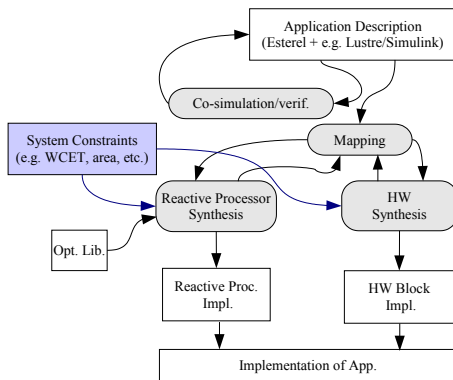 Application Description
(Esterel + e.g. Lustre/Simulink)
Co-simulation/verif.
System Constraints
(e.g. WCET, area, etc.)
Mapping
Reactive Processor
Synthesis
HW
Synthesis
Opt. Lib.
Reactive Proc.
Impl.
HW Block
Impl.
Implementation of App.